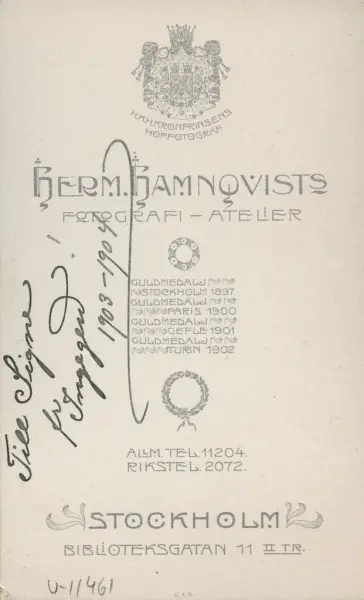 H.K.H. KRONPRINSENS
HOFFOTOGRAF
HERM. HAMNQVISTS
FOTOGRAFI – ATELIER
GULDMEDALJ
STOCKHOLM 1897
GULDMEDALJ
PARIS 1900
GULDMEDALJ
GEFLE 1901
GULDMEDALJ
TURIN 1902
ALLM. TEL. 11204.
RIKSTEL. 2072.
STOCKHOLM
BIBLIOTEKSGATAN 11 II TR.
Till Signe
fr Ingegerd!
1903–1904
U-11461